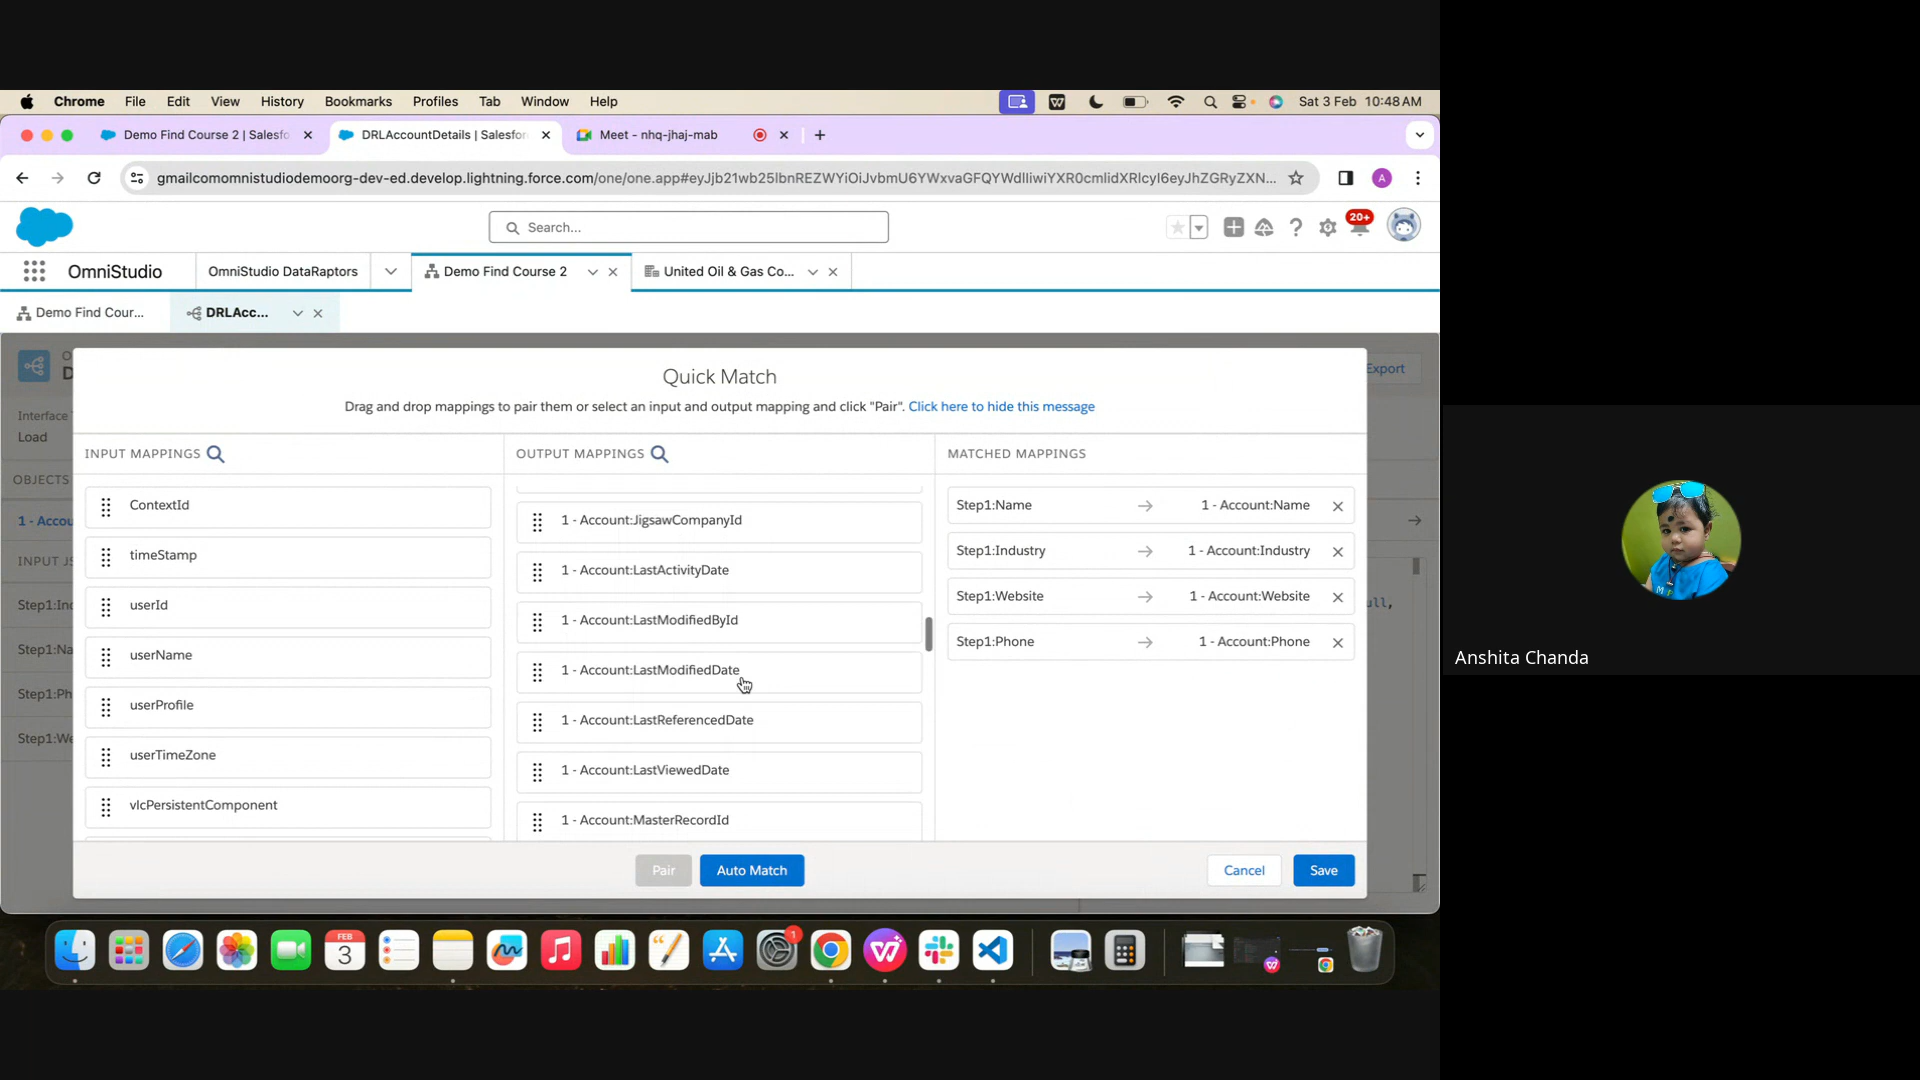 Chrome File Edit View History Bookmarks Profiles Tab Window Help Sat 3 Feb 10:48 AM
Demo Find Course 2 | Salesfo
DRLAccountDetails | Salesfor
Meet - nhq-jhaj-mab
gmailcomomnistudiodemoorg-dev-ed.develop.lightning.force.com/one/one.app#eyJjb21wb25lbnREZWYiOiJvbmU6YWxvaGFQYWdlIiwiYXR0cmlidXRlcyI6eyJhZGRyZXN...
A
Search...
20+
OmniStudio
OmniStudio DataRaptors
Demo Find Course 2
United Oil & Gas Co...
Demo Find Cour...
DRLAcc...
O
D
Export
Interface
Load
OBJECTS
1 - Accou
INPUT JS
Step1:Ind
Step1:Na
Step1:Ph
Step1:We
ull,
Quick Match
Drag and drop mappings to pair them or select an input and output mapping and click "Pair". Click here to hide this message
INPUT MAPPINGS
ContextId
timeStamp
userId
userName
userProfile
userTimeZone
vlcPersistentComponent
OUTPUT MAPPINGS
1 - Account:JigsawCompanyId
1 - Account:LastActivityDate
1 - Account:LastModifiedById
1 - Account:LastModifiedDate
1 - Account:LastReferencedDate
1 - Account:LastViewedDate
1 - Account:MasterRecordId
MATCHED MAPPINGS
Step1:Name 1 - Account:Name
Step1:Industry 1 - Account:Industry
Step1:Website 1 - Account:Website
Step1:Phone 1 - Account:Phone
Pair
Auto Match
Cancel
Save
FEB
3
1
Anshita Chanda